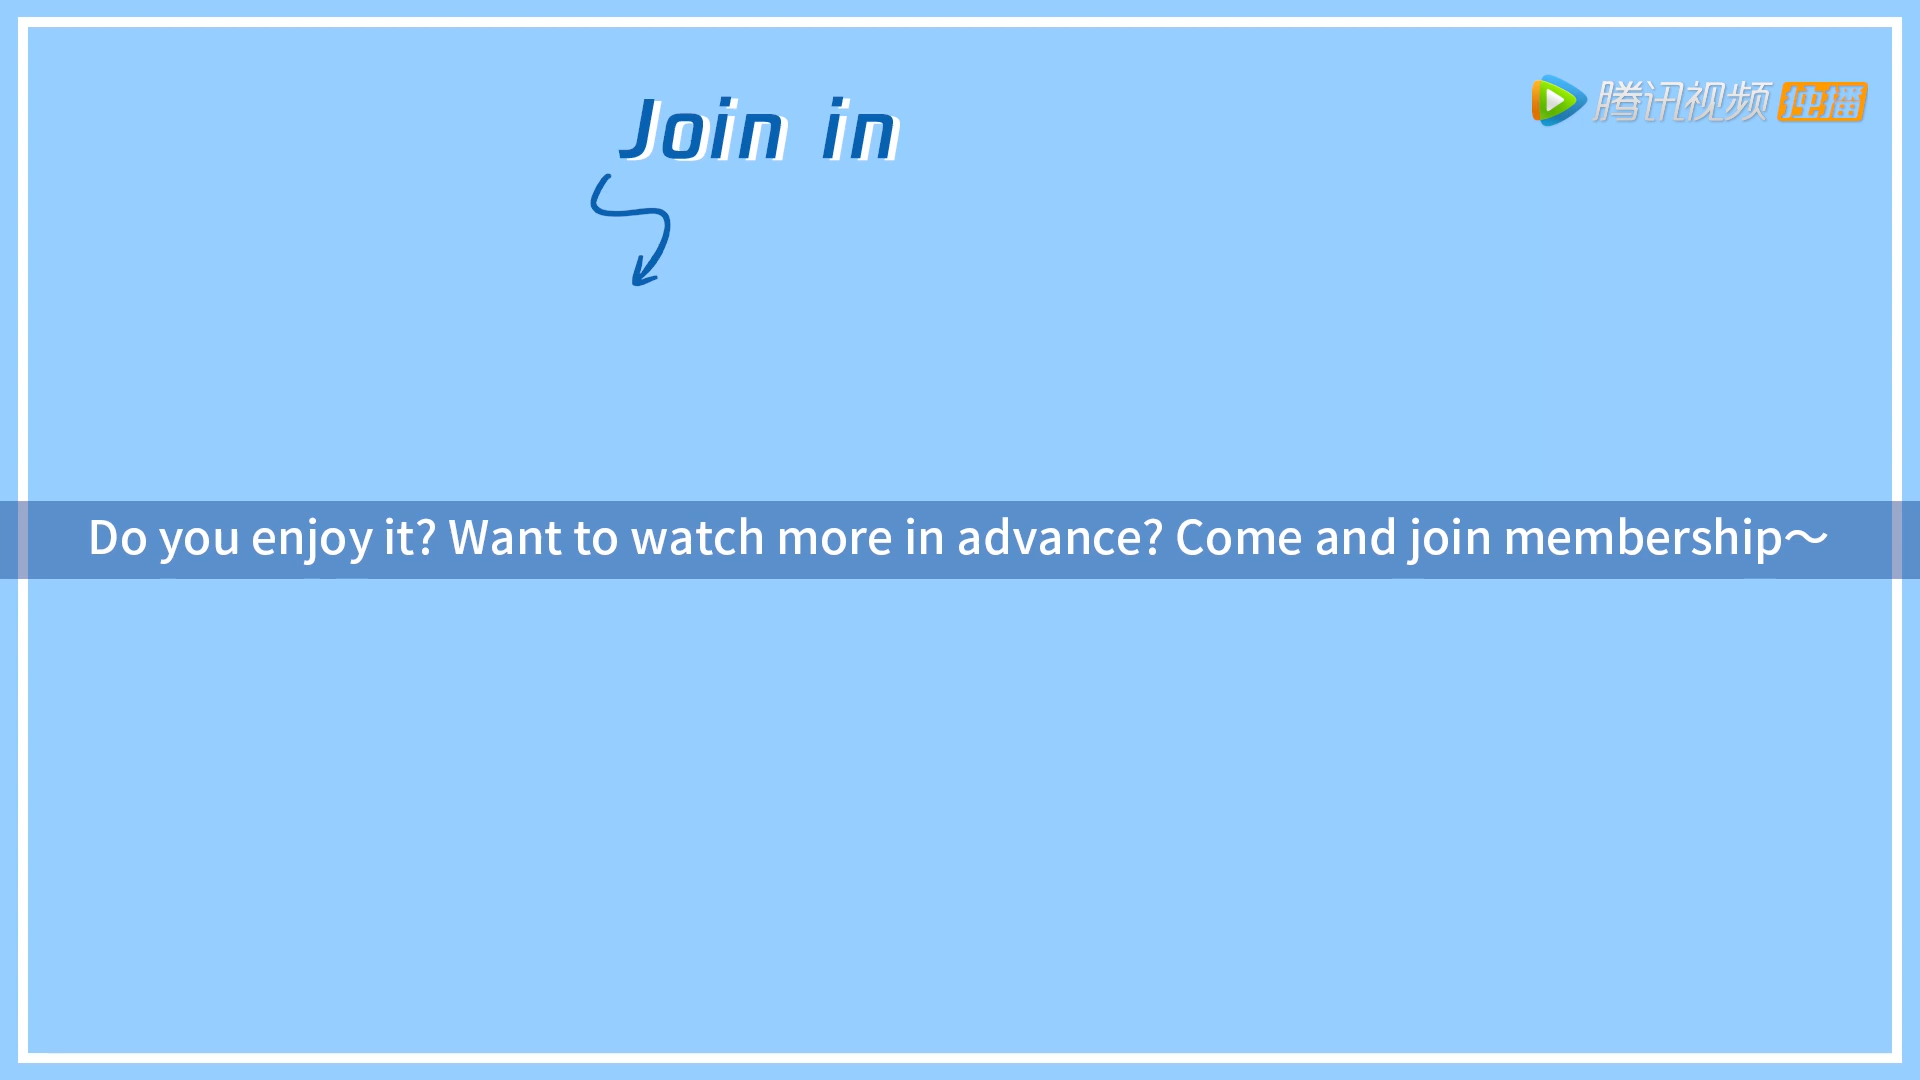 Join in
腾讯视频 独播
Do you enjoy it? Want to watch more in advance? Come and join membership～